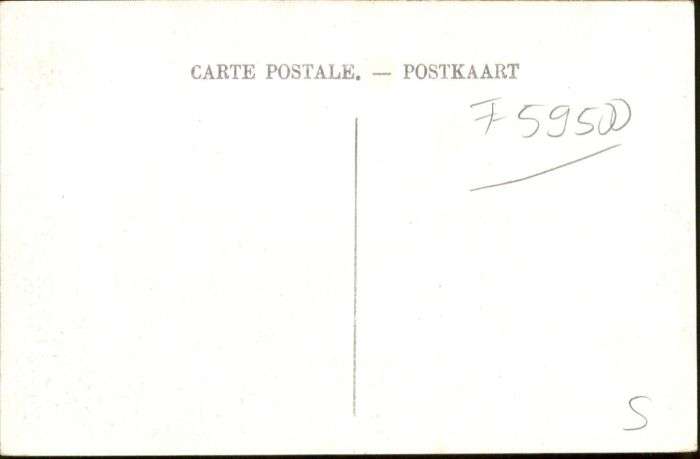 CARTE POSTALE. — POSTKAART
F 59500
S